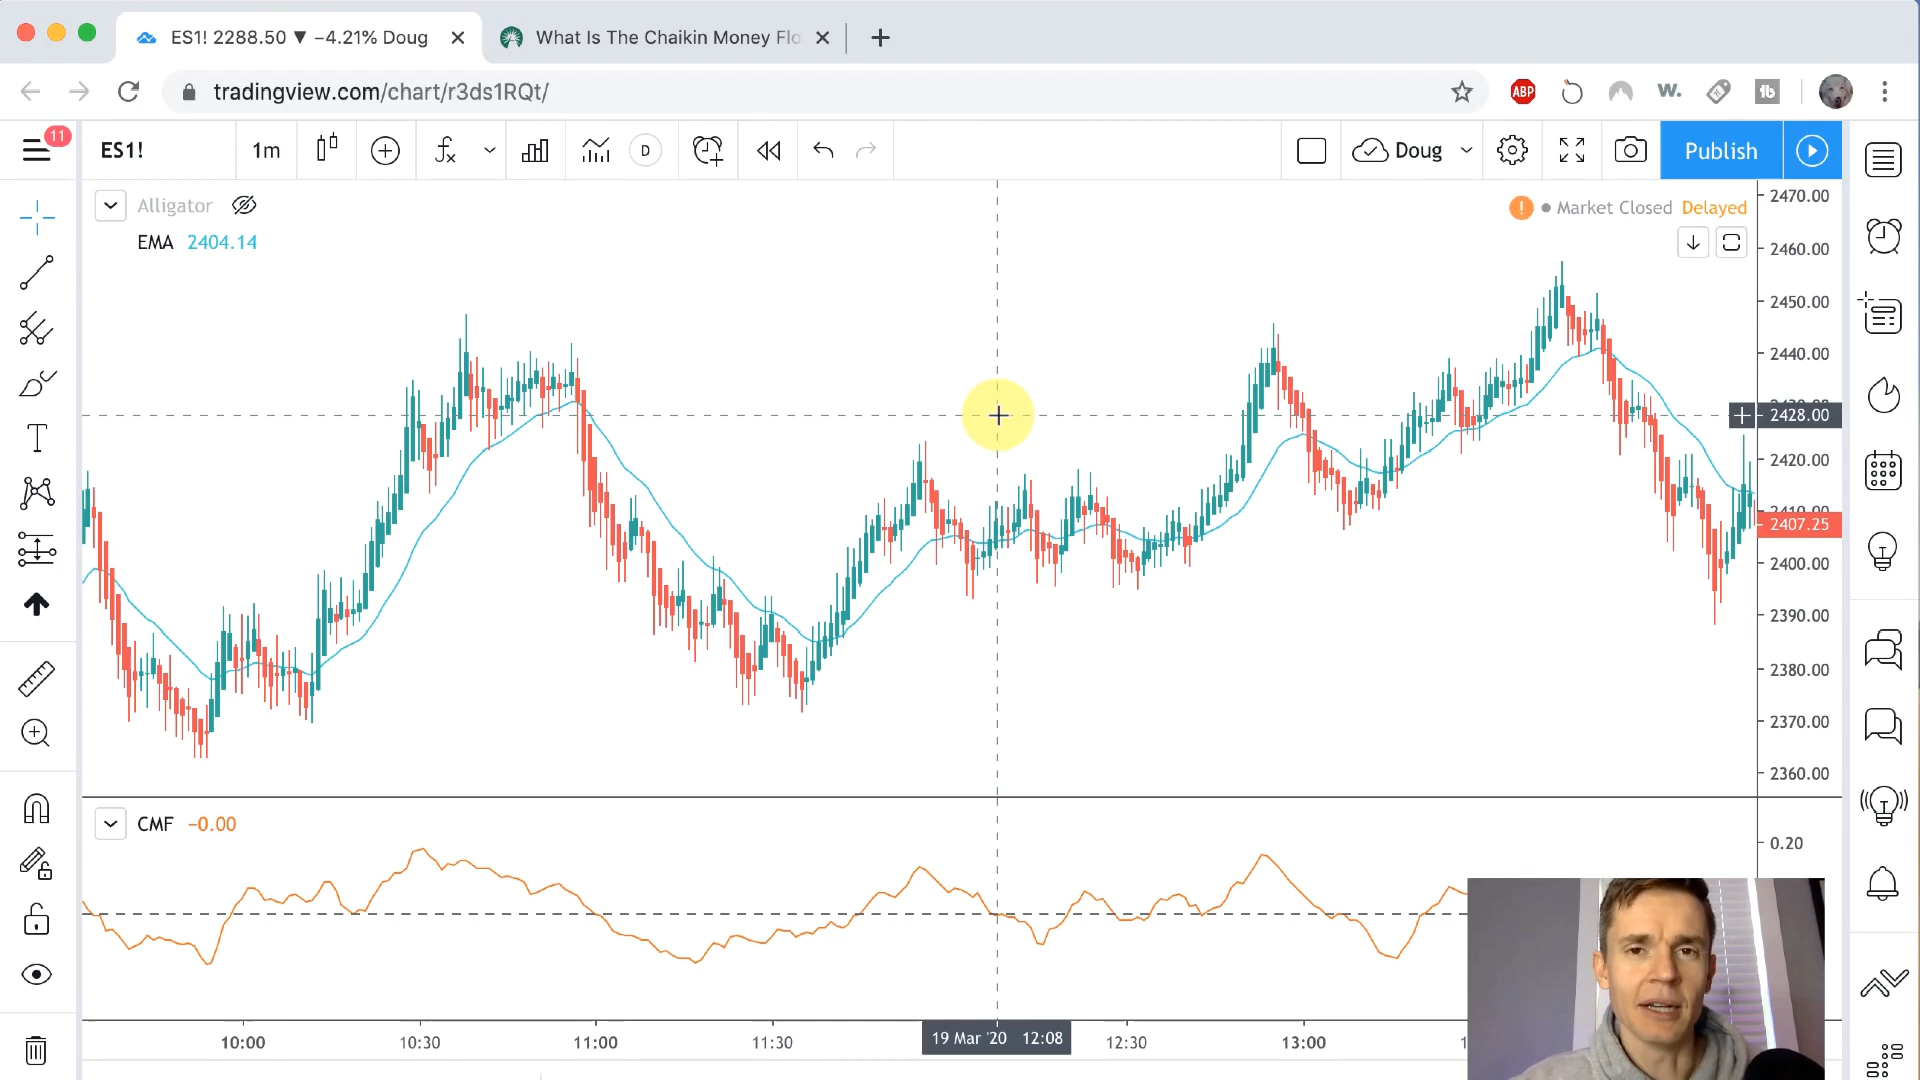 ES1! 2288.50 ▼ −4.21% Doug
What Is The Chaikin Money Flo
tradingview.com/chart/r3ds1RQt/
ABP
W.
tb
11
ES1!
1m
D
Doug
Publish
Alligator
Market Closed Delayed
EMA 2404.14
2470.00
2460.00
2450.00
2440.00
2428.00
2420.00
2407.25
2400.00
2390.00
2380.00
2370.00
2360.00
CMF −0.00
0.20
10:00
10:30
11:00
11:30
19 Mar '20 12:08
12:30
13:00